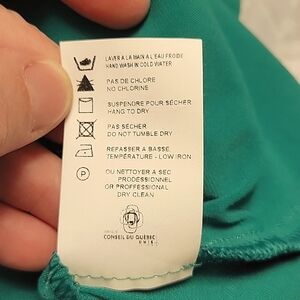 LAVER A LA MAIN A L'EAU FROIDE
HAND WASH IN COLD WATER
PAS DE CHLORE
NO CHLORINE
SUSPENDRE POUR SÉCHER
HANG TO DRY
PAS SÉCHER
DO NOT TUMBLE DRY
REPASSER A BASSE
TEMPÉRATURE - LOW IRON
P
OU NETTOYER A SEC
PRODESSIONNEL
OR PROFFESSIONAL
DRY CLEAN
CONSEIL DU QUÉBEC